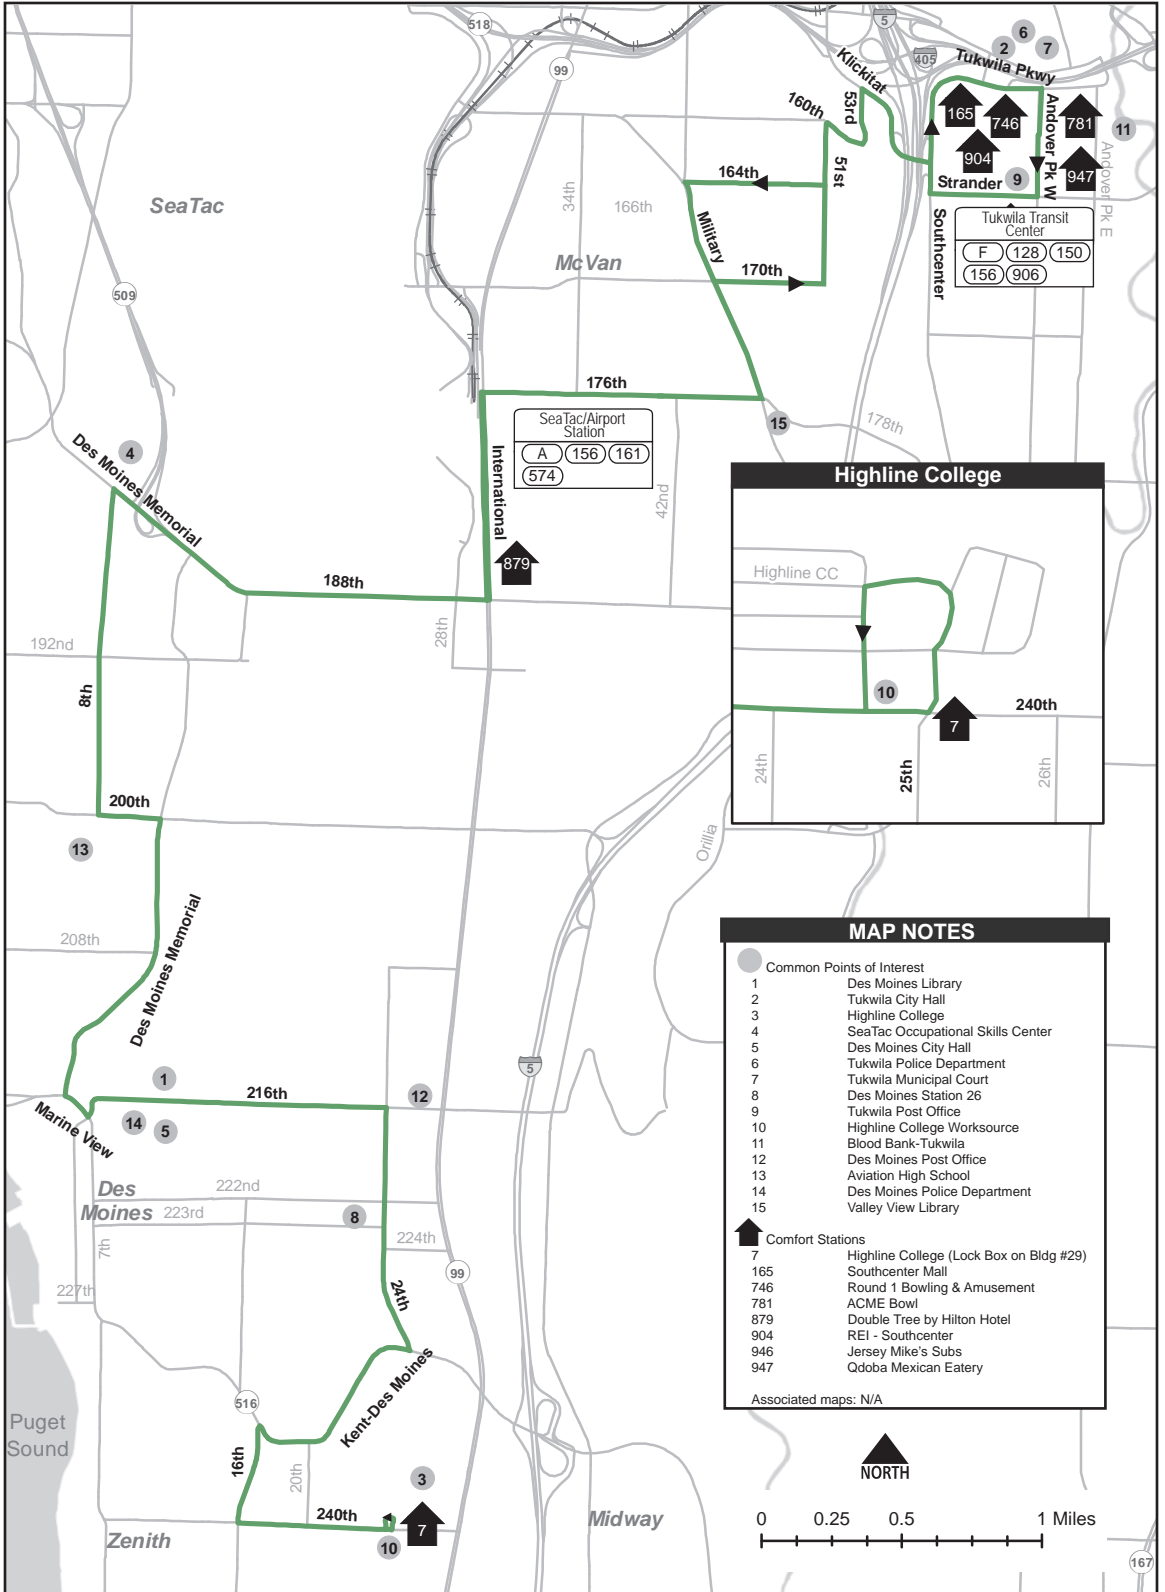 518
5
6
2
7
99
Klickitat
405
Tukwila Pkwy
160th
53rd
165
746
Andover Pk W
781
11
904
947
Andover Pk E
164th
51st
Strander
9
SeaTac
34th
166th
Military
Southcenter
Tukwila Transit
Center
F
128
150
156
906
McVan
170th
509
176th
SeaTac/Airport
Station
A
156
161
574
15
178th
4
Des Moines Memorial
International
42nd
879
188th
28th
192nd
8th
Highline College
Highline CC
10
240th
7
24th
25th
26th
200th
13
Orillia
208th
Des Moines Memorial
MAP NOTES
Common Points of Interest
1 Des Moines Library
2 Tukwila City Hall
3 Highline College
4 SeaTac Occupational Skills Center
5 Des Moines City Hall
6 Tukwila Police Department
7 Tukwila Municipal Court
8 Des Moines Station 26
9 Tukwila Post Office
10 Highline College Worksource
11 Blood Bank-Tukwila
12 Des Moines Post Office
13 Aviation High School
14 Des Moines Police Department
15 Valley View Library
Comfort Stations
7 Highline College (Lock Box on Bldg #29)
165 Southcenter Mall
746 Round 1 Bowling & Amusement
781 ACME Bowl
879 Double Tree by Hilton Hotel
904 REI - Southcenter
946 Jersey Mike's Subs
947 Qdoba Mexican Eatery
Associated maps: N/A
5
1
216th
12
Marine View
14
5
Des
Moines
222nd
223rd
8
7th
224th
99
227th
24th
Kent-Des Moines
516
Puget
Sound
16th
20th
3
240th
7
10
Zenith
Midway
NORTH
0 0.25 0.5 1 Miles
167